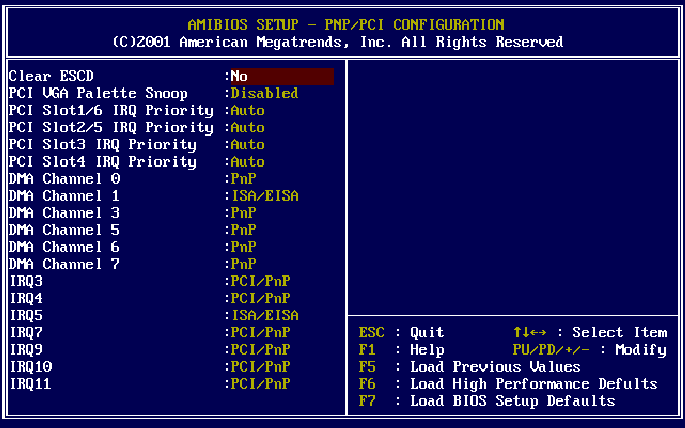 AMIBIOS SETUP - PNP/PCI CONFIGURATION
(C)2001 American Megatrends, Inc. All Rights Reserved
Clear ESCD :No
PCI VGA Palette Snoop :Disabled
PCI Slot1/6 IRQ Priority :Auto
PCI Slot2/5 IRQ Priority :Auto
PCI Slot3 IRQ Priority :Auto
PCI Slot4 IRQ Priority :Auto
DMA Channel 0 :PnP
DMA Channel 1 :ISA/EISA
DMA Channel 3 :PnP
DMA Channel 5 :PnP
DMA Channel 6 :PnP
DMA Channel 7 :PnP
IRQ3 :PCI/PnP
IRQ4 :PCI/PnP
IRQ5 :ISA/EISA
IRQ7 :PCI/PnP
IRQ9 :PCI/PnP
IRQ10 :PCI/PnP
IRQ11 :PCI/PnP
ESC : Quit ↑↓←→ : Select Item
F1 : Help PU/PD/+/- : Modify
F5 : Load Previous Values
F6 : Load High Performance Defults
F7 : Load BIOS Setup Defaults